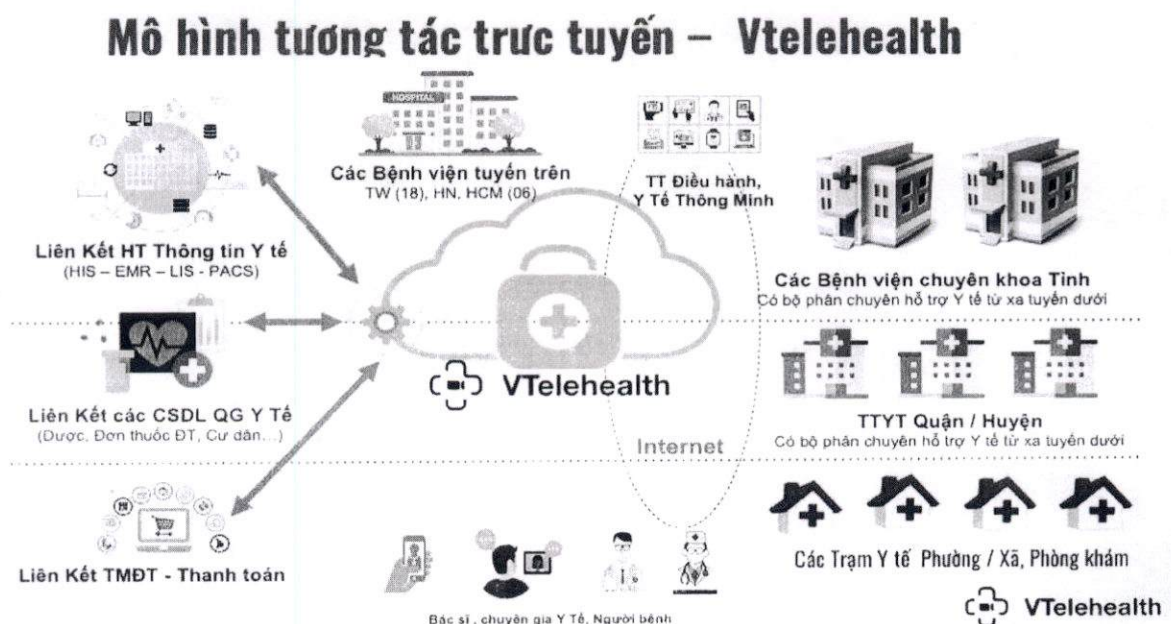 Mô hình tương tác trưc tuyến – Vtelehealth
HOSPITAL
Các Bệnh viện tuyến trên
TW (18), HN, HCM (06)
TT Điều hành,
Y Tế Thông Minh
Liên Kết HT Thông tin Y tế
(HIS – EMR – LIS - PACS)
Các Bệnh viện chuyên khoa Tỉnh
Có bộ phân chuyên hỗ trợ Y tế từ xa tuyến dưới
VTelehealth
Liên Kết các CSDL QG Y Tế
(Dược, Đơn thuốc ĐT, Cư dân...)
TTYT Quận / Huyện
Có bộ phân chuyên hỗ trợ Y tế từ xa tuyến dưới
Internet
Liên Kết TMĐT - Thanh toán
Các Trạm Y tế Phường / Xã, Phòng khám
Bác sĩ , chuyên gia Y Tế, Người bệnh
VTelehealth